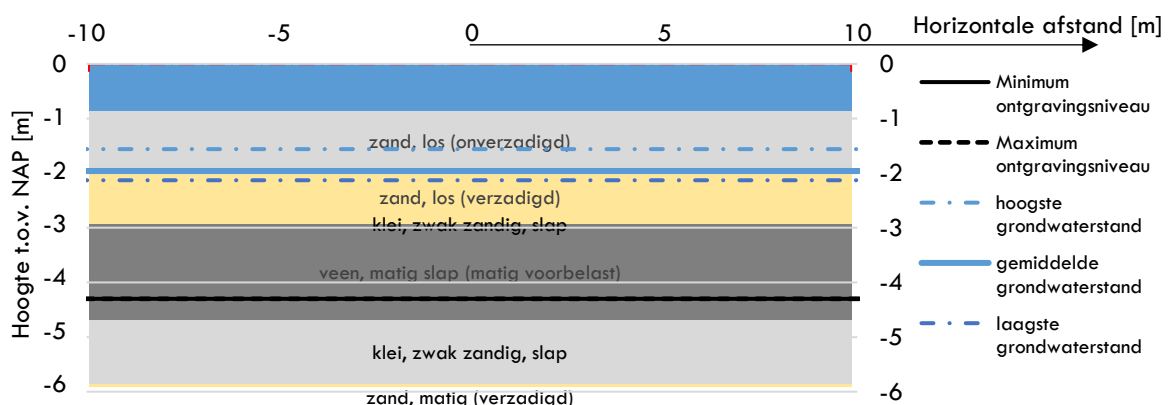 Horizontale afstand [m]
-10 -5 0 5 10
Hoogte t.o.v. NAP [m]
0 0
-1 -1
zand, los (onverzadigd)
-2 -2
zand, los (verzadigd)
klei, zwak zandig, slap
-3 -3
veen, matig slap (matig voorbelast)
-4 -4
-5 -5
klei, zwak zandig, slap
-6 -6
zand, matig (verzadigd)
Minimum
ontgravingsniveau
Maximum
ontgravingsniveau
hoogste
grondwaterstand
gemiddelde
grondwaterstand
laagste
grondwaterstand